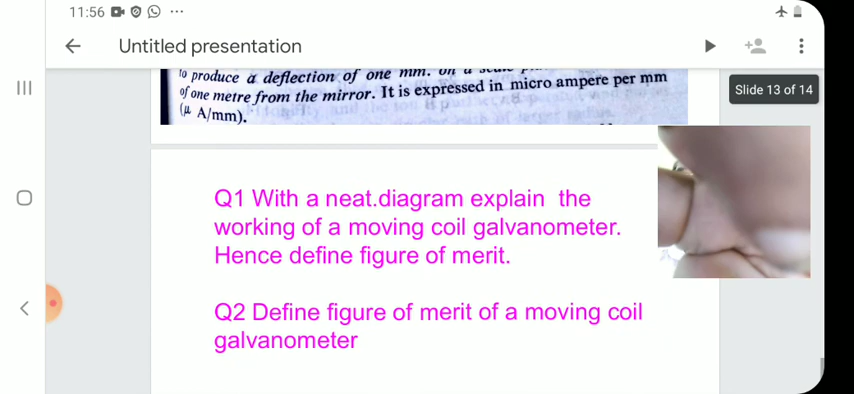 11:56
Untitled presentation
to produce a deflection of one mm. on a
of one metre from the mirror. It is expressed in micro ampere per mm
(μ A/mm).
Slide 13 of 14
Q1 With a neat.diagram explain the
working of a moving coil galvanometer.
Hence define figure of merit.
Q2 Define figure of merit of a moving coil
galvanometer